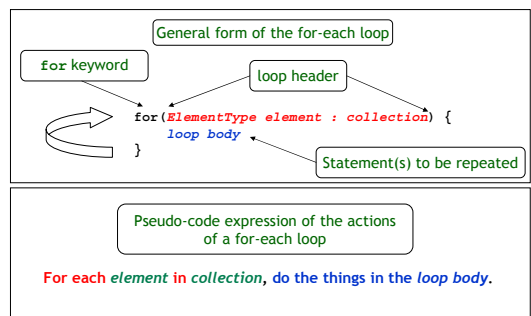 General form of the for-each loop
for keyword
loop header
for(ElementType element : collection) {
loop body
}
Statement(s) to be repeated
Pseudo-code expression of the actions
of a for-each loop
For each element in collection, do the things in the loop body.